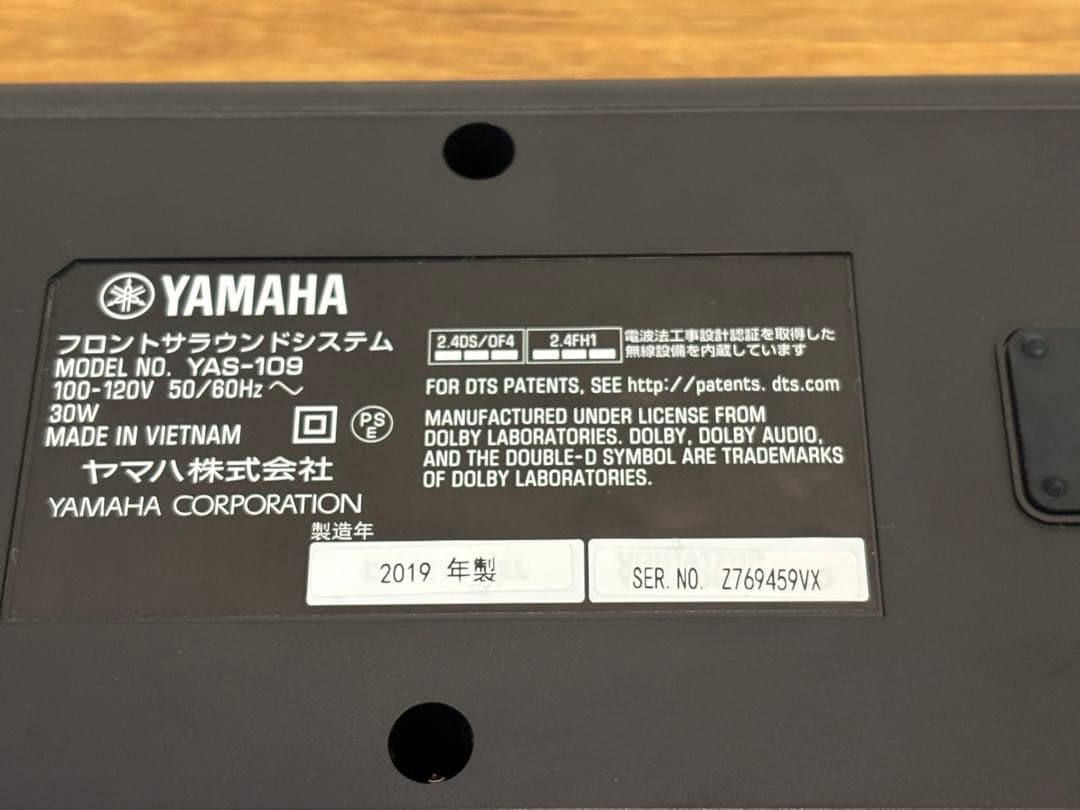 YAMAHA
フロントサラウンドシステム
MODEL NO. YAS-109
100-120V 50/60Hz ～
30W
MADE IN VIETNAM
PS
E
ヤマハ株式会社
YAMAHA CORPORATION
2.4DS/OF4
2.4FH1
電波法工事設計認証を取得した
無線設備を内蔵しています
FOR DTS PATENTS, SEE http://patents. dts.com
MANUFACTURED UNDER LICENSE FROM
DOLBY LABORATORIES. DOLBY, DOLBY AUDIO,
AND THE DOUBLE-D SYMBOL ARE TRADEMARKS
OF DOLBY LABORATORIES.
製造年
2019 年製
SER. NO. Z769459VX